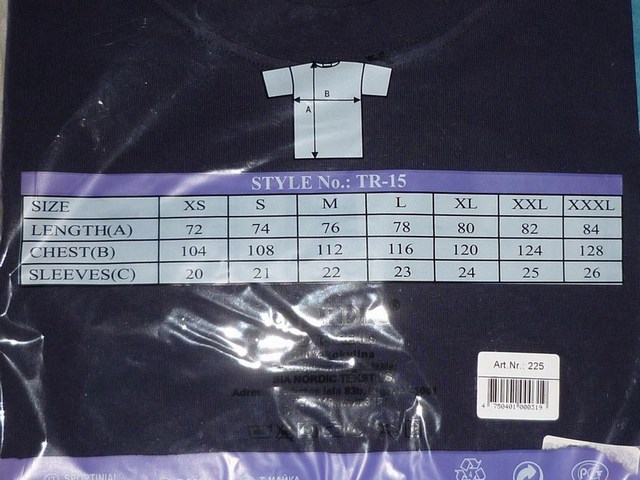 B
A
STYLE No.: TR-15
SIZE XS S M L XL XXL XXXL
LENGTH(A) 72 74 76 78 80 82 84
CHEST(B) 104 108 112 116 120 124 128
SLEEVES(C) 20 21 22 23 24 25 26
SIA NORDIC
Art.Nr.: 225
4 750401 000319